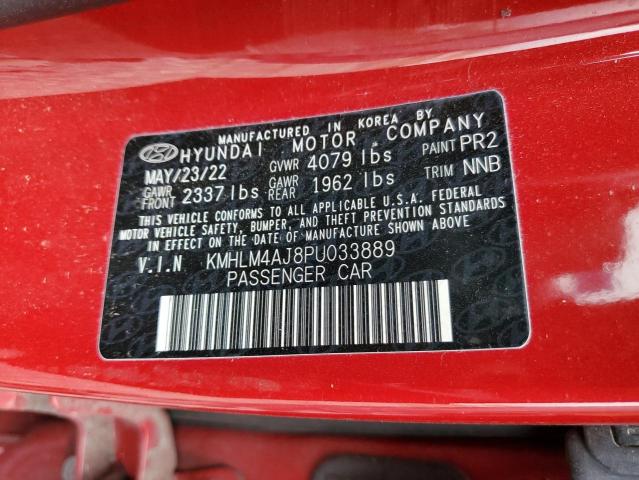 MANUFACTURED IN KOREA BY
HYUNDAI MOTOR COMPANY
MAY/23/22 GVWR 4079 lbs PAINT PR2
GAWR FRONT 2337 lbs GAWR REAR 1962 lbs TRIM NNB
THIS VEHICLE CONFORMS TO ALL APPLICABLE U.S.A. FEDERAL
MOTOR VEHICLE SAFETY, BUMPER, AND THEFT PREVENTION STANDARDS
IN EFFECT ON THE DATE OF MANUFACTURE SHOWN ABOVE
V.I.N KMHLM4AJ8PU033889
PASSENGER CAR